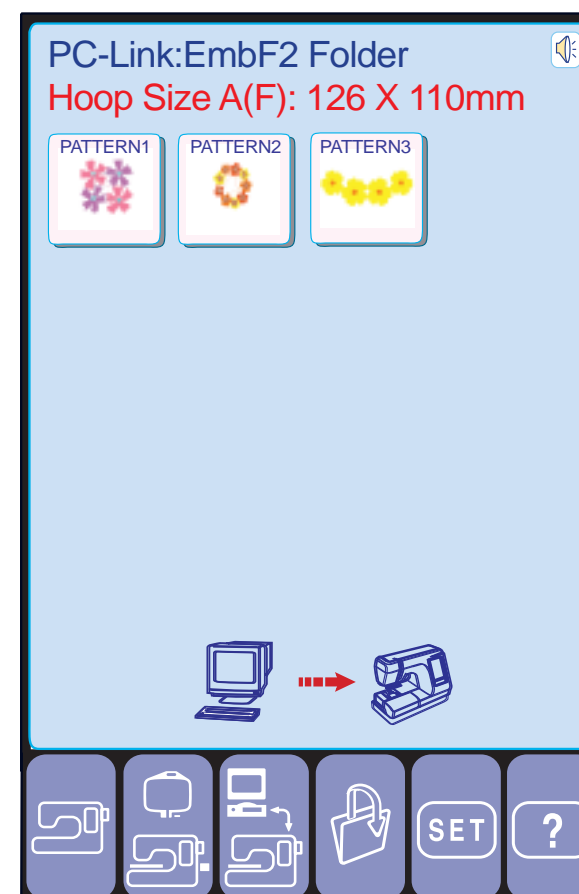 PC-Link:EmbF2 Folder
Hoop Size A(F): 126 X 110mm
PATTERN1 PATTERN2 PATTERN3
SET ?